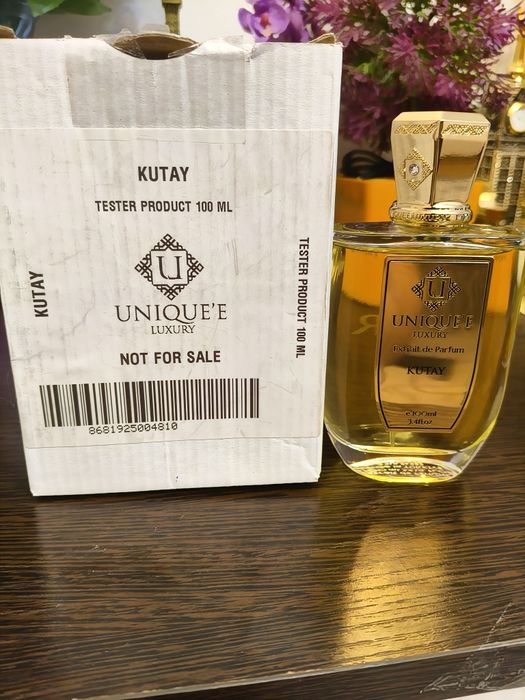 KUTAY
TESTER PRODUCT 100 ML
U
UNIQUE'E
LUXURY
NOT FOR SALE
8681925004810
KUTAY
TESTER PRODUCT 100 ML
U
UNIQUE'E
LUXURY
Extrait de Parfum
KUTAY
e100ml
3.4fl.oz